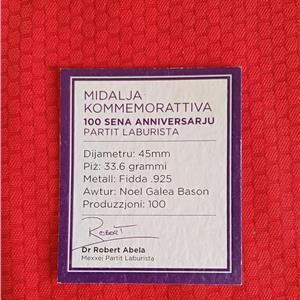 MIDALJA
KOMMEMORATTIVA
100 SENA ANNIVERSARJU
PARTIT LABURISTA
Dijametru: 45mm
Piż: 33.6 grammi
Metall: Fidda .925
Awtur: Noel Galea Bason
Produzzjoni: 100
ROBERT
Dr Robert Abela
Mexxej Partit Laburista